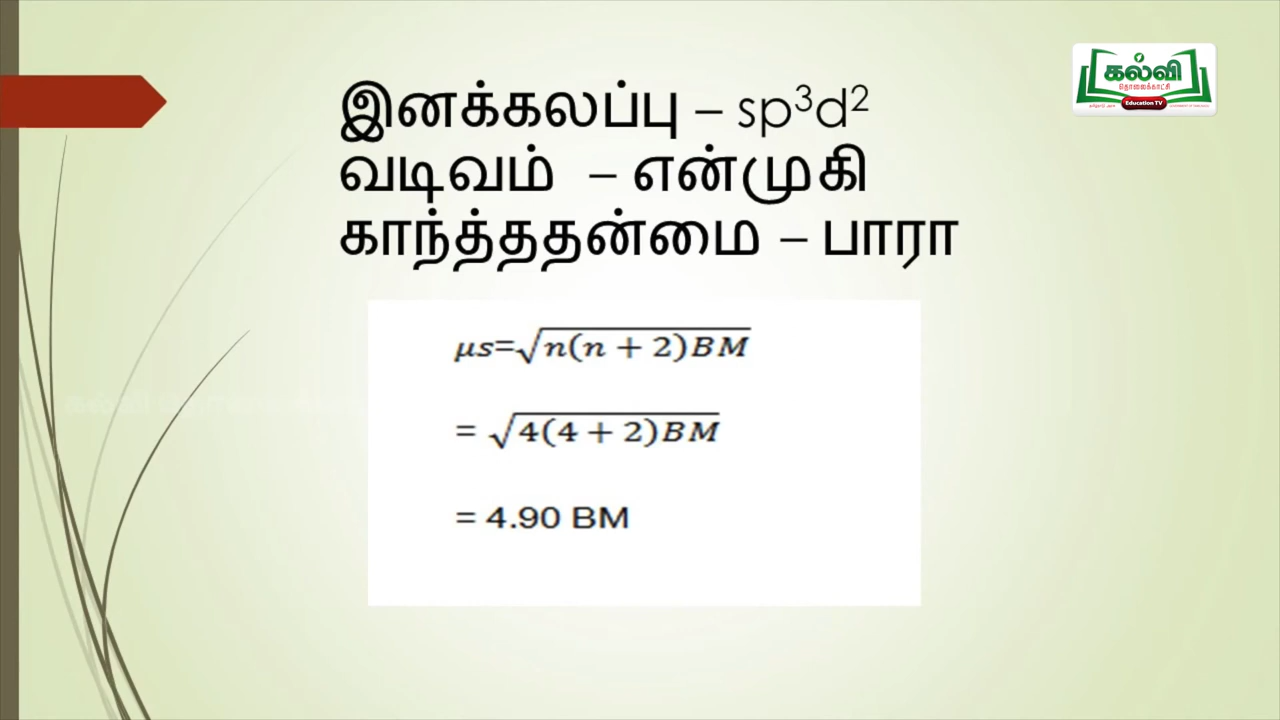 கல்வி
தொலைக்காட்சி
Education TV
இனக்கலப்பு – sp³d²
வடிவம் – என்முகி
காந்த்ததன்மை – பாரா
μs=√n(n + 2)BM
= √4(4 + 2)BM
= 4.90 BM